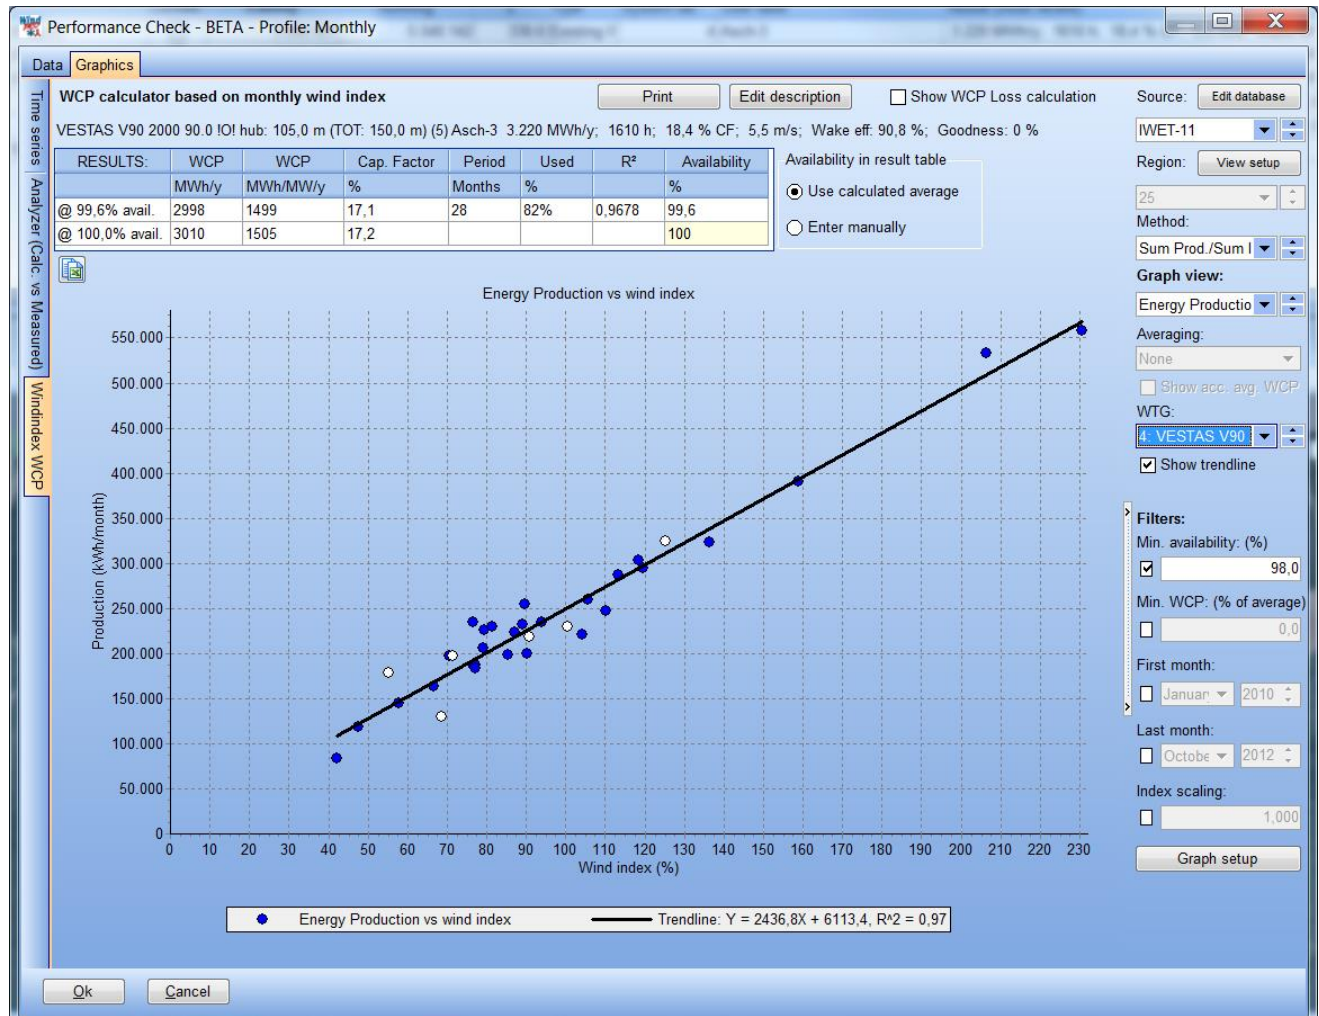 Performance Check - BETA - Profile: Monthly
Data Graphics
Time series
Analyzer (Calc. vs Measured)
Windindex WCP
WCP calculator based on monthly wind index
Print
Edit description
Show WCP Loss calculation
VESTAS V90 2000 90.0 !O! hub: 105,0 m (TOT: 150,0 m) (5) Asch-3 3.220 MWh/y; 1610 h; 18,4 % CF; 5,5 m/s; Wake eff: 90,8 %; Goodness: 0 %
RESULTS: WCP WCP Cap. Factor Period Used R² Availability
MWh/y MWh/MW/y % Months % %
@ 99,6% avail. 2998 1499 17,1 28 82% 0,9678 99,6
@ 100,0% avail. 3010 1505 17,2 100
Availability in result table
Use calculated average
Enter manually
Energy Production vs wind index
Production (kWh/month)
550.000
500.000
450.000
400.000
350.000
300.000
250.000
200.000
150.000
100.000
50.000
0
0 10 20 30 40 50 60 70 80 90 100 110 120 130 140 150 160 170 180 190 200 210 220 230
Wind index (%)
Energy Production vs wind index Trendline: Y = 2436,8X + 6113,4, R^2 = 0,97
Source: Edit database
IWET-11
Region: View setup
25
Method:
Sum Prod./Sum I
Graph view:
Energy Productio
Averaging:
None
Show acc. avg. WCP
WTG:
4: VESTAS V90
Show trendline
Filters:
Min. availability: (%)
98,0
Min. WCP: (% of average)
0,0
First month:
Januar 2010
Last month:
Octobe 2012
Index scaling:
1,000
Graph setup
Ok Cancel